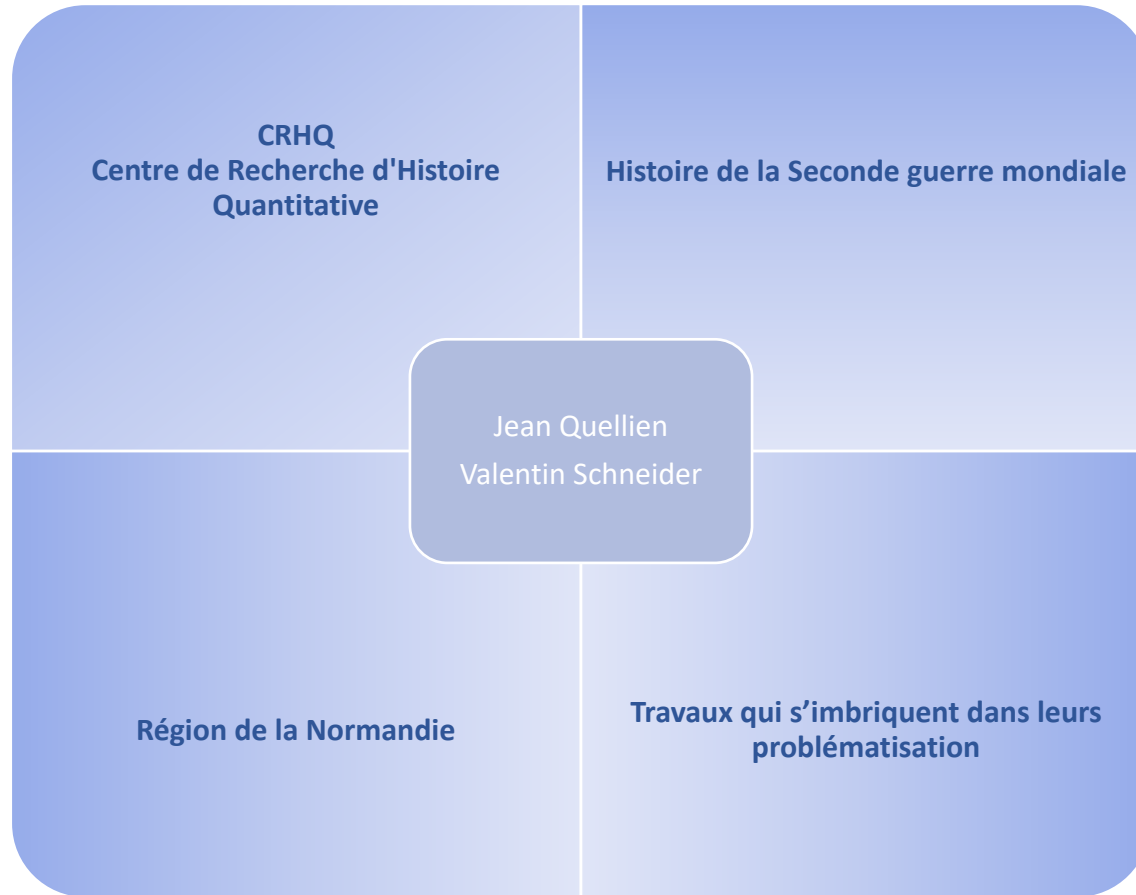 CRHQ
Centre de Recherche d'Histoire
Quantitative
Histoire de la Seconde guerre mondiale
Jean Quellien
Valentin Schneider
Région de la Normandie
Travaux qui s’imbriquent dans leurs
problématisation